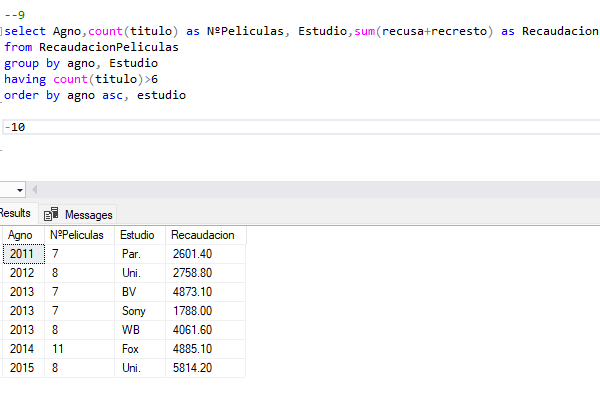 --9
select Agno,count(titulo) as NºPeliculas, Estudio,sum(recusa+recresto) as Recaudacion
from RecaudacionPeliculas
group by agno, Estudio
having count(titulo)>6
order by agno asc, estudio
-10
Results Messages
Agno NºPeliculas Estudio Recaudacion
2011 7 Par. 2601.40
2012 8 Uni. 2758.80
2013 7 BV 4873.10
2013 7 Sony 1788.00
2013 8 WB 4061.60
2014 11 Fox 4885.10
2015 8 Uni. 5814.20